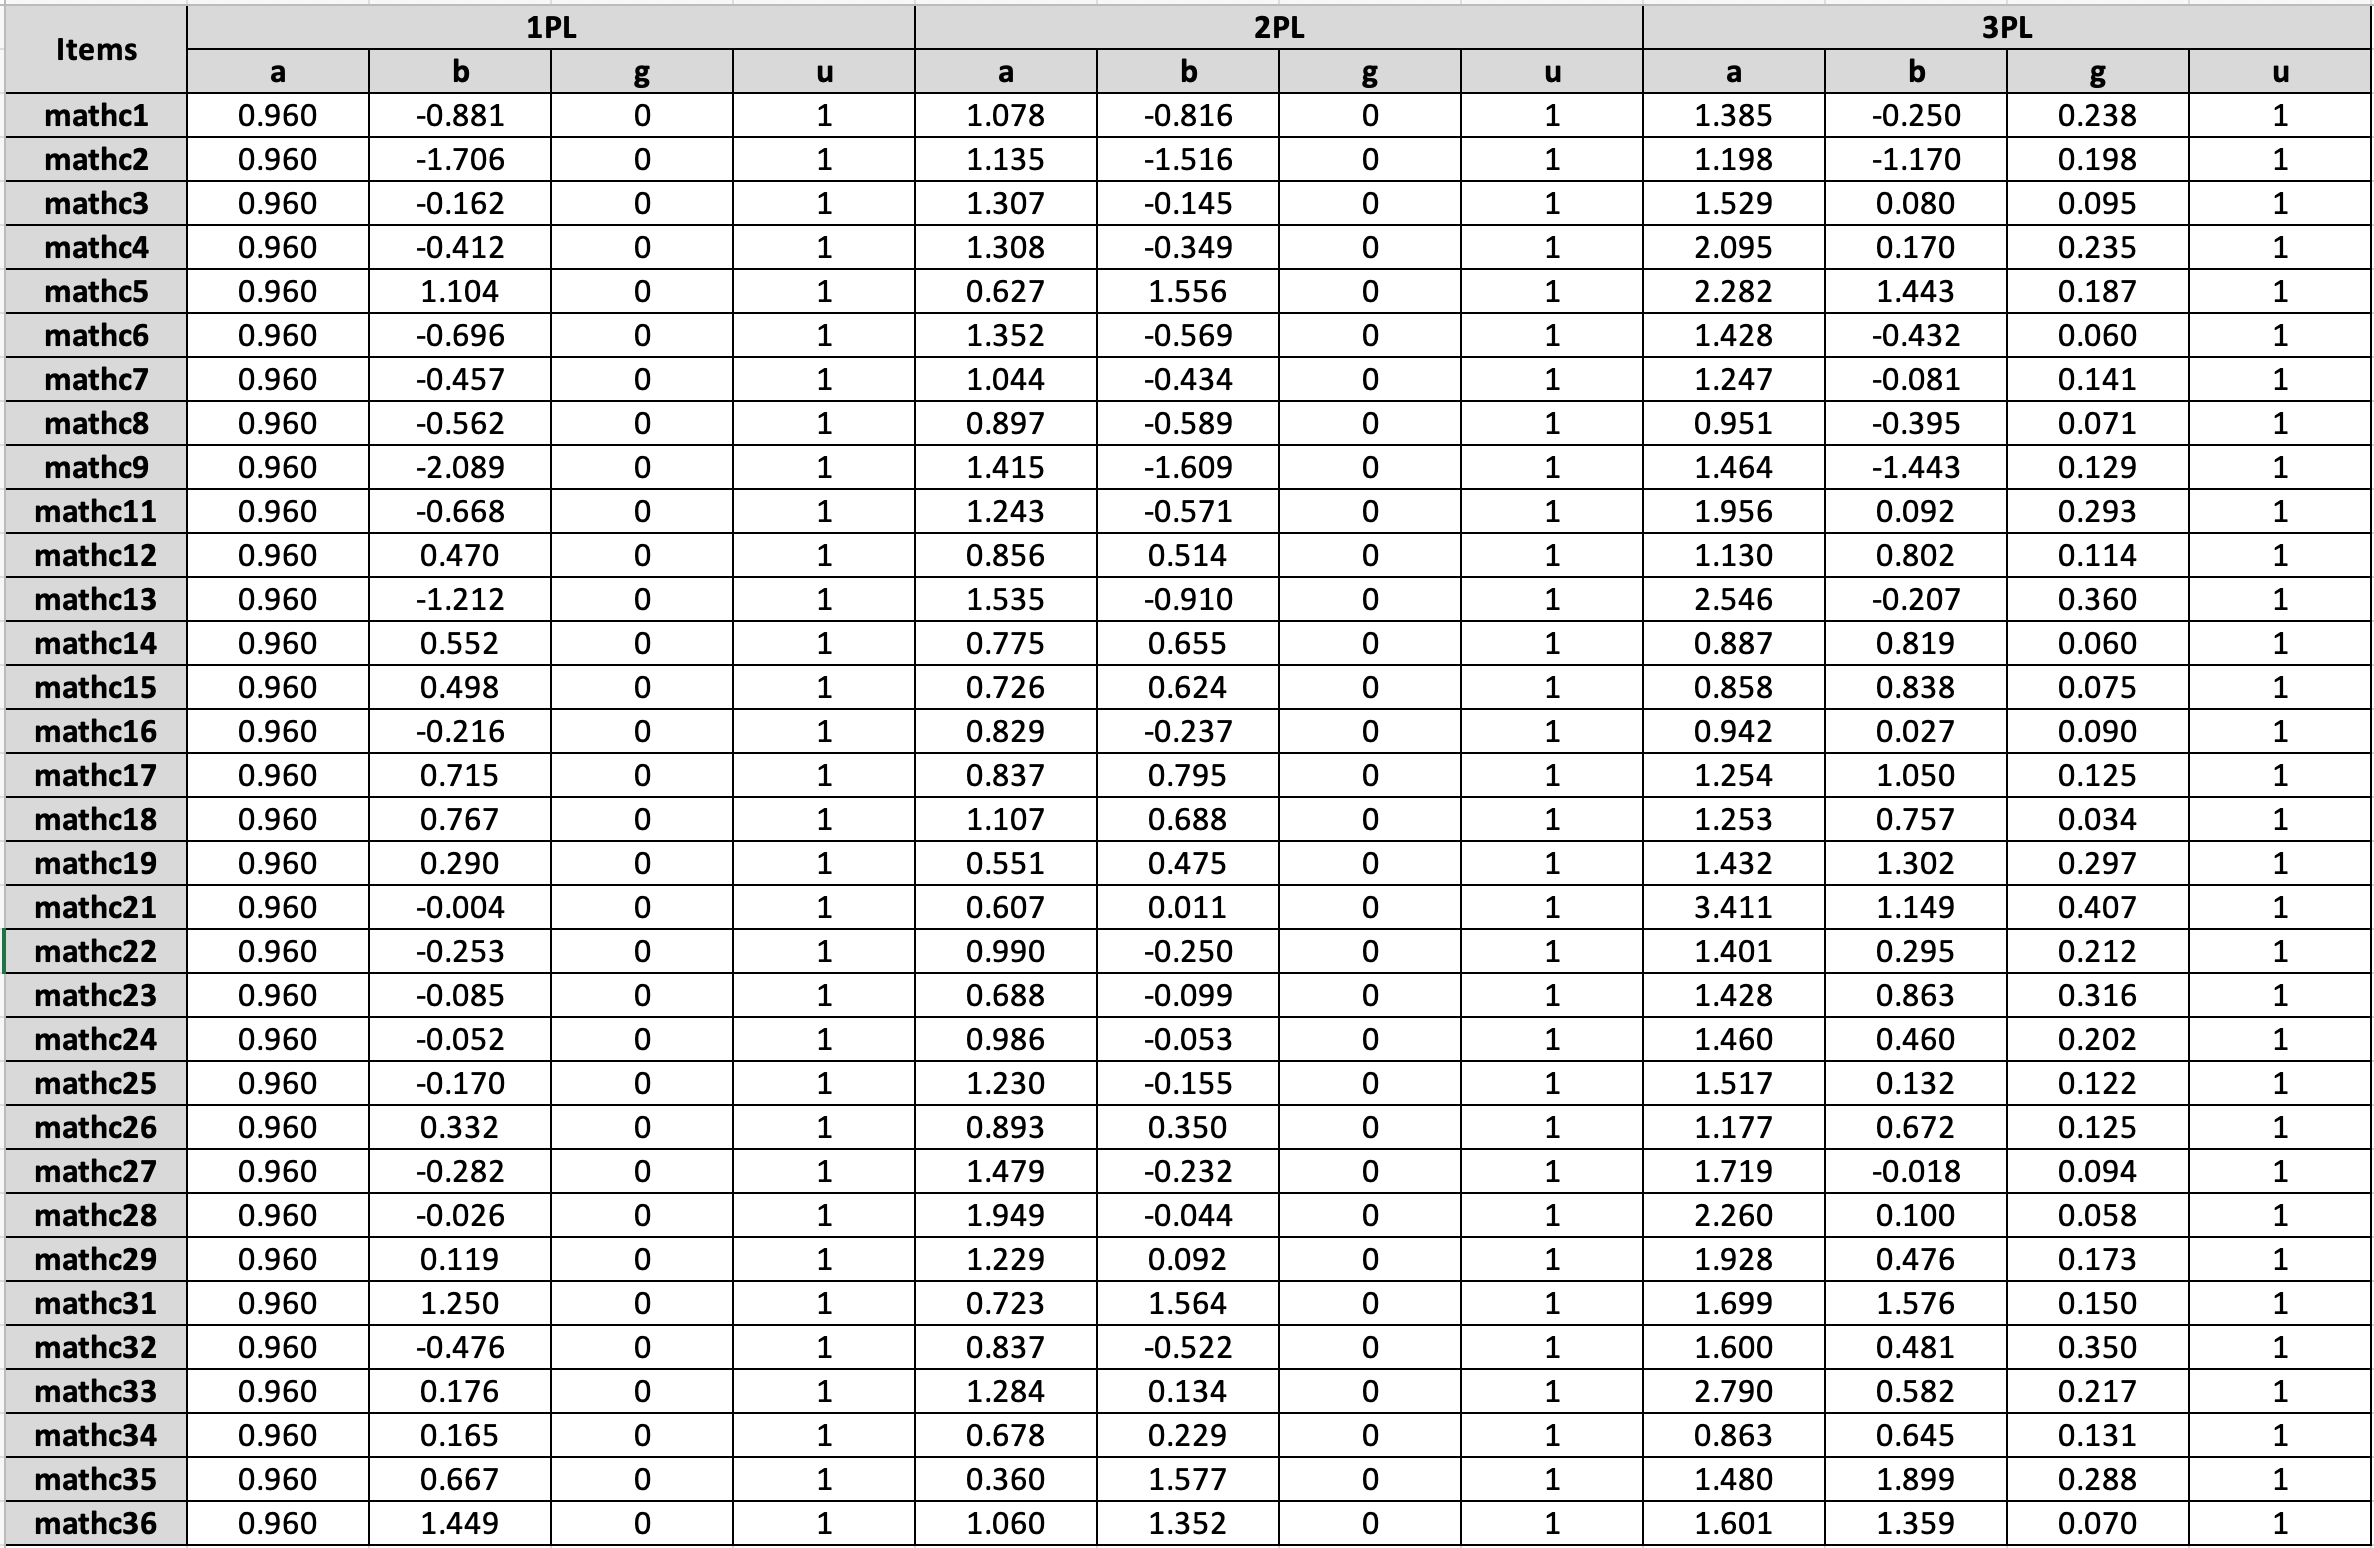 Items 1PL 2PL 3PL
a b g u a b g u a b g u
mathc1 0.960 -0.881 0 1 1.078 -0.816 0 1 1.385 -0.250 0.238 1
mathc2 0.960 -1.706 0 1 1.135 -1.516 0 1 1.198 -1.170 0.198 1
mathc3 0.960 -0.162 0 1 1.307 -0.145 0 1 1.529 0.080 0.095 1
mathc4 0.960 -0.412 0 1 1.308 -0.349 0 1 2.095 0.170 0.235 1
mathc5 0.960 1.104 0 1 0.627 1.556 0 1 2.282 1.443 0.187 1
mathc6 0.960 -0.696 0 1 1.352 -0.569 0 1 1.428 -0.432 0.060 1
mathc7 0.960 -0.457 0 1 1.044 -0.434 0 1 1.247 -0.081 0.141 1
mathc8 0.960 -0.562 0 1 0.897 -0.589 0 1 0.951 -0.395 0.071 1
mathc9 0.960 -2.089 0 1 1.415 -1.609 0 1 1.464 -1.443 0.129 1
mathc11 0.960 -0.668 0 1 1.243 -0.571 0 1 1.956 0.092 0.293 1
mathc12 0.960 0.470 0 1 0.856 0.514 0 1 1.130 0.802 0.114 1
mathc13 0.960 -1.212 0 1 1.535 -0.910 0 1 2.546 -0.207 0.360 1
mathc14 0.960 0.552 0 1 0.775 0.655 0 1 0.887 0.819 0.060 1
mathc15 0.960 0.498 0 1 0.726 0.624 0 1 0.858 0.838 0.075 1
mathc16 0.960 -0.216 0 1 0.829 -0.237 0 1 0.942 0.027 0.090 1
mathc17 0.960 0.715 0 1 0.837 0.795 0 1 1.254 1.050 0.125 1
mathc18 0.960 0.767 0 1 1.107 0.688 0 1 1.253 0.757 0.034 1
mathc19 0.960 0.290 0 1 0.551 0.475 0 1 1.432 1.302 0.297 1
mathc21 0.960 -0.004 0 1 0.607 0.011 0 1 3.411 1.149 0.407 1
mathc22 0.960 -0.253 0 1 0.990 -0.250 0 1 1.401 0.295 0.212 1
mathc23 0.960 -0.085 0 1 0.688 -0.099 0 1 1.428 0.863 0.316 1
mathc24 0.960 -0.052 0 1 0.986 -0.053 0 1 1.460 0.460 0.202 1
mathc25 0.960 -0.170 0 1 1.230 -0.155 0 1 1.517 0.132 0.122 1
mathc26 0.960 0.332 0 1 0.893 0.350 0 1 1.177 0.672 0.125 1
mathc27 0.960 -0.282 0 1 1.479 -0.232 0 1 1.719 -0.018 0.094 1
mathc28 0.960 -0.026 0 1 1.949 -0.044 0 1 2.260 0.100 0.058 1
mathc29 0.960 0.119 0 1 1.229 0.092 0 1 1.928 0.476 0.173 1
mathc31 0.960 1.250 0 1 0.723 1.564 0 1 1.699 1.576 0.150 1
mathc32 0.960 -0.476 0 1 0.837 -0.522 0 1 1.600 0.481 0.350 1
mathc33 0.960 0.176 0 1 1.284 0.134 0 1 2.790 0.582 0.217 1
mathc34 0.960 0.165 0 1 0.678 0.229 0 1 0.863 0.645 0.131 1
mathc35 0.960 0.667 0 1 0.360 1.577 0 1 1.480 1.899 0.288 1
mathc36 0.960 1.449 0 1 1.060 1.352 0 1 1.601 1.359 0.070 1